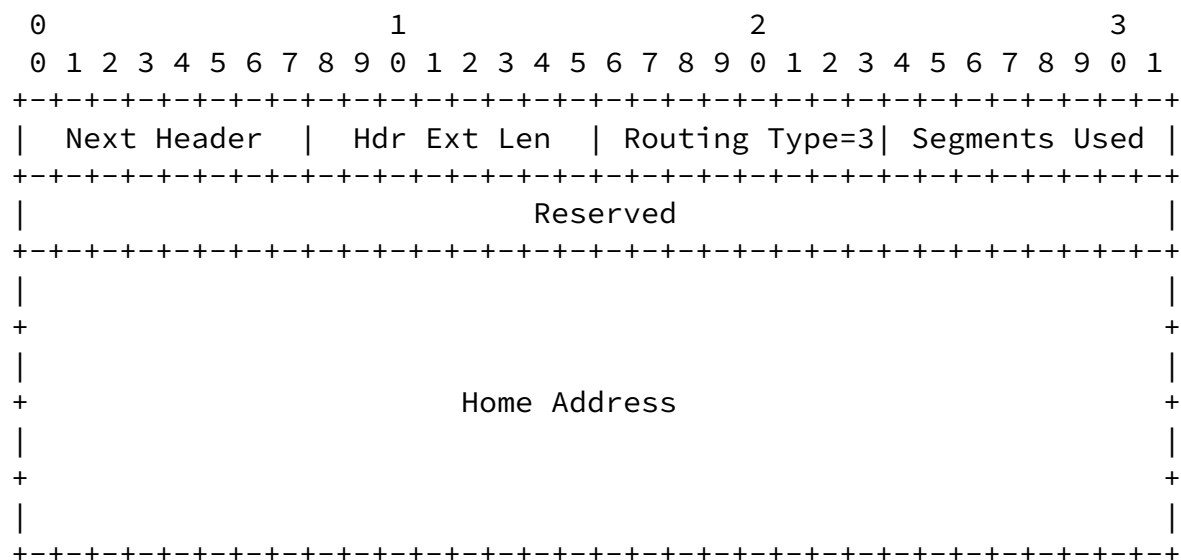 0                   1                   2                   3
 0 1 2 3 4 5 6 7 8 9 0 1 2 3 4 5 6 7 8 9 0 1 2 3 4 5 6 7 8 9 0 1
+-+-+-+-+-+-+-+-+-+-+-+-+-+-+-+-+-+-+-+-+-+-+-+-+-+-+-+-+-+-+-+-+
|  Next Header  |  Hdr Ext Len  | Routing Type=3| Segments Used |
+-+-+-+-+-+-+-+-+-+-+-+-+-+-+-+-+-+-+-+-+-+-+-+-+-+-+-+-+-+-+-+-+
|                            Reserved                           |
+-+-+-+-+-+-+-+-+-+-+-+-+-+-+-+-+-+-+-+-+-+-+-+-+-+-+-+-+-+-+-+-+
|                                                               |
+                                                               +
|                                                               |
+                        Home Address                           +
|                                                               |
+                                                               +
|                                                               |
+-+-+-+-+-+-+-+-+-+-+-+-+-+-+-+-+-+-+-+-+-+-+-+-+-+-+-+-+-+-+-+-+